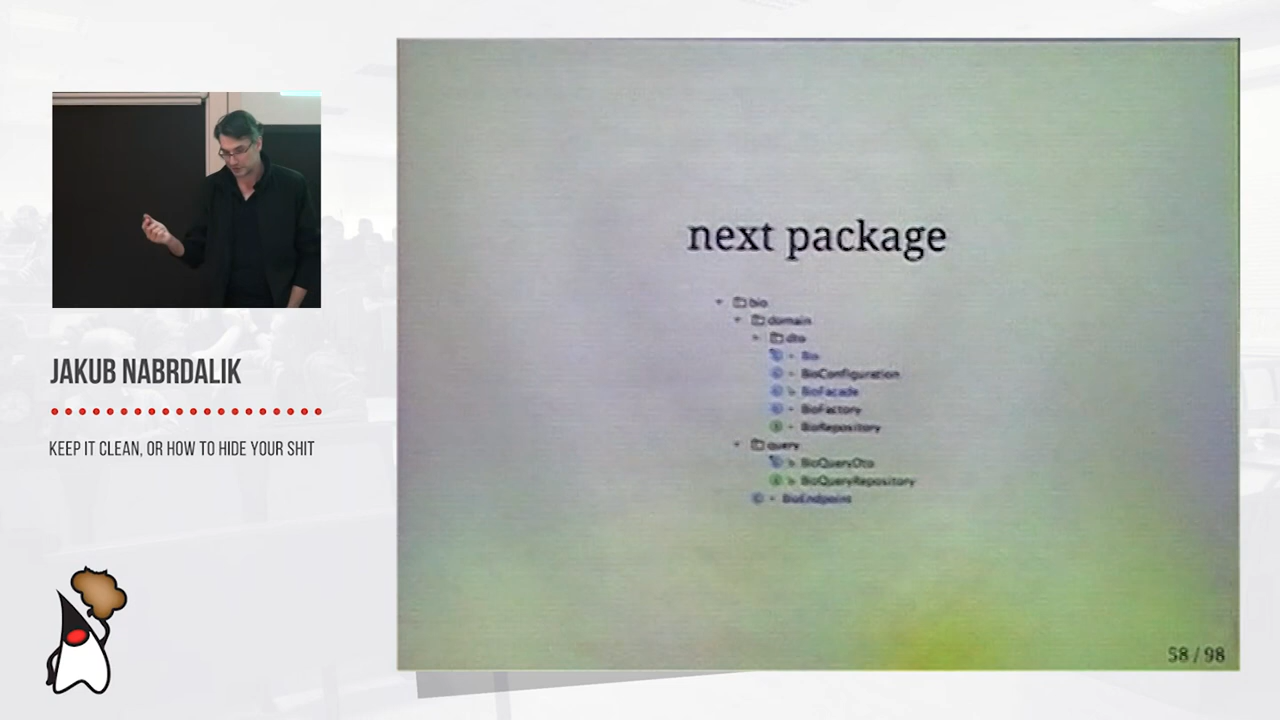 JAKUB NABRDALIK
KEEP IT CLEAN, OR HOW TO HIDE YOUR SHIT
next package
bio
domain
dto
Bio
BioConfiguration
BioFacade
BioFactory
BioRepository
query
BioQueryDto
BioQueryRepository
BioEndpoint
58 / 98